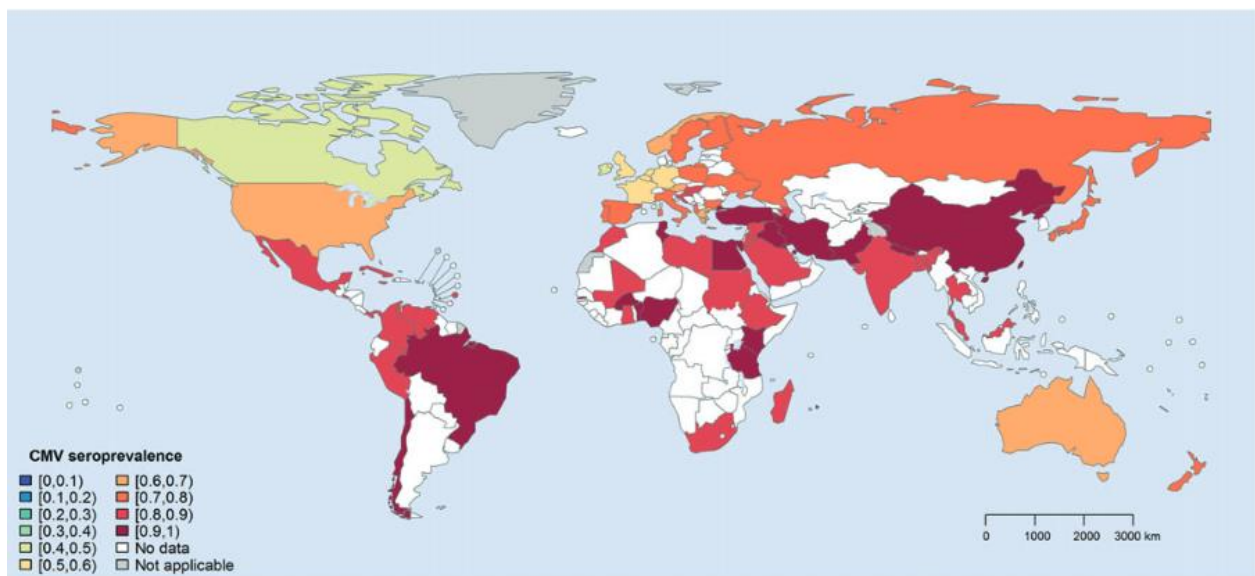 CMV seroprevalence
[0,0.1)
[0.1,0.2)
[0.2,0.3)
[0.3,0.4)
[0.4,0.5)
[0.5,0.6)
[0.6,0.7)
[0.7,0.8)
[0.8,0.9)
[0.9,1)
No data
Not applicable
0 1000 2000 3000 km